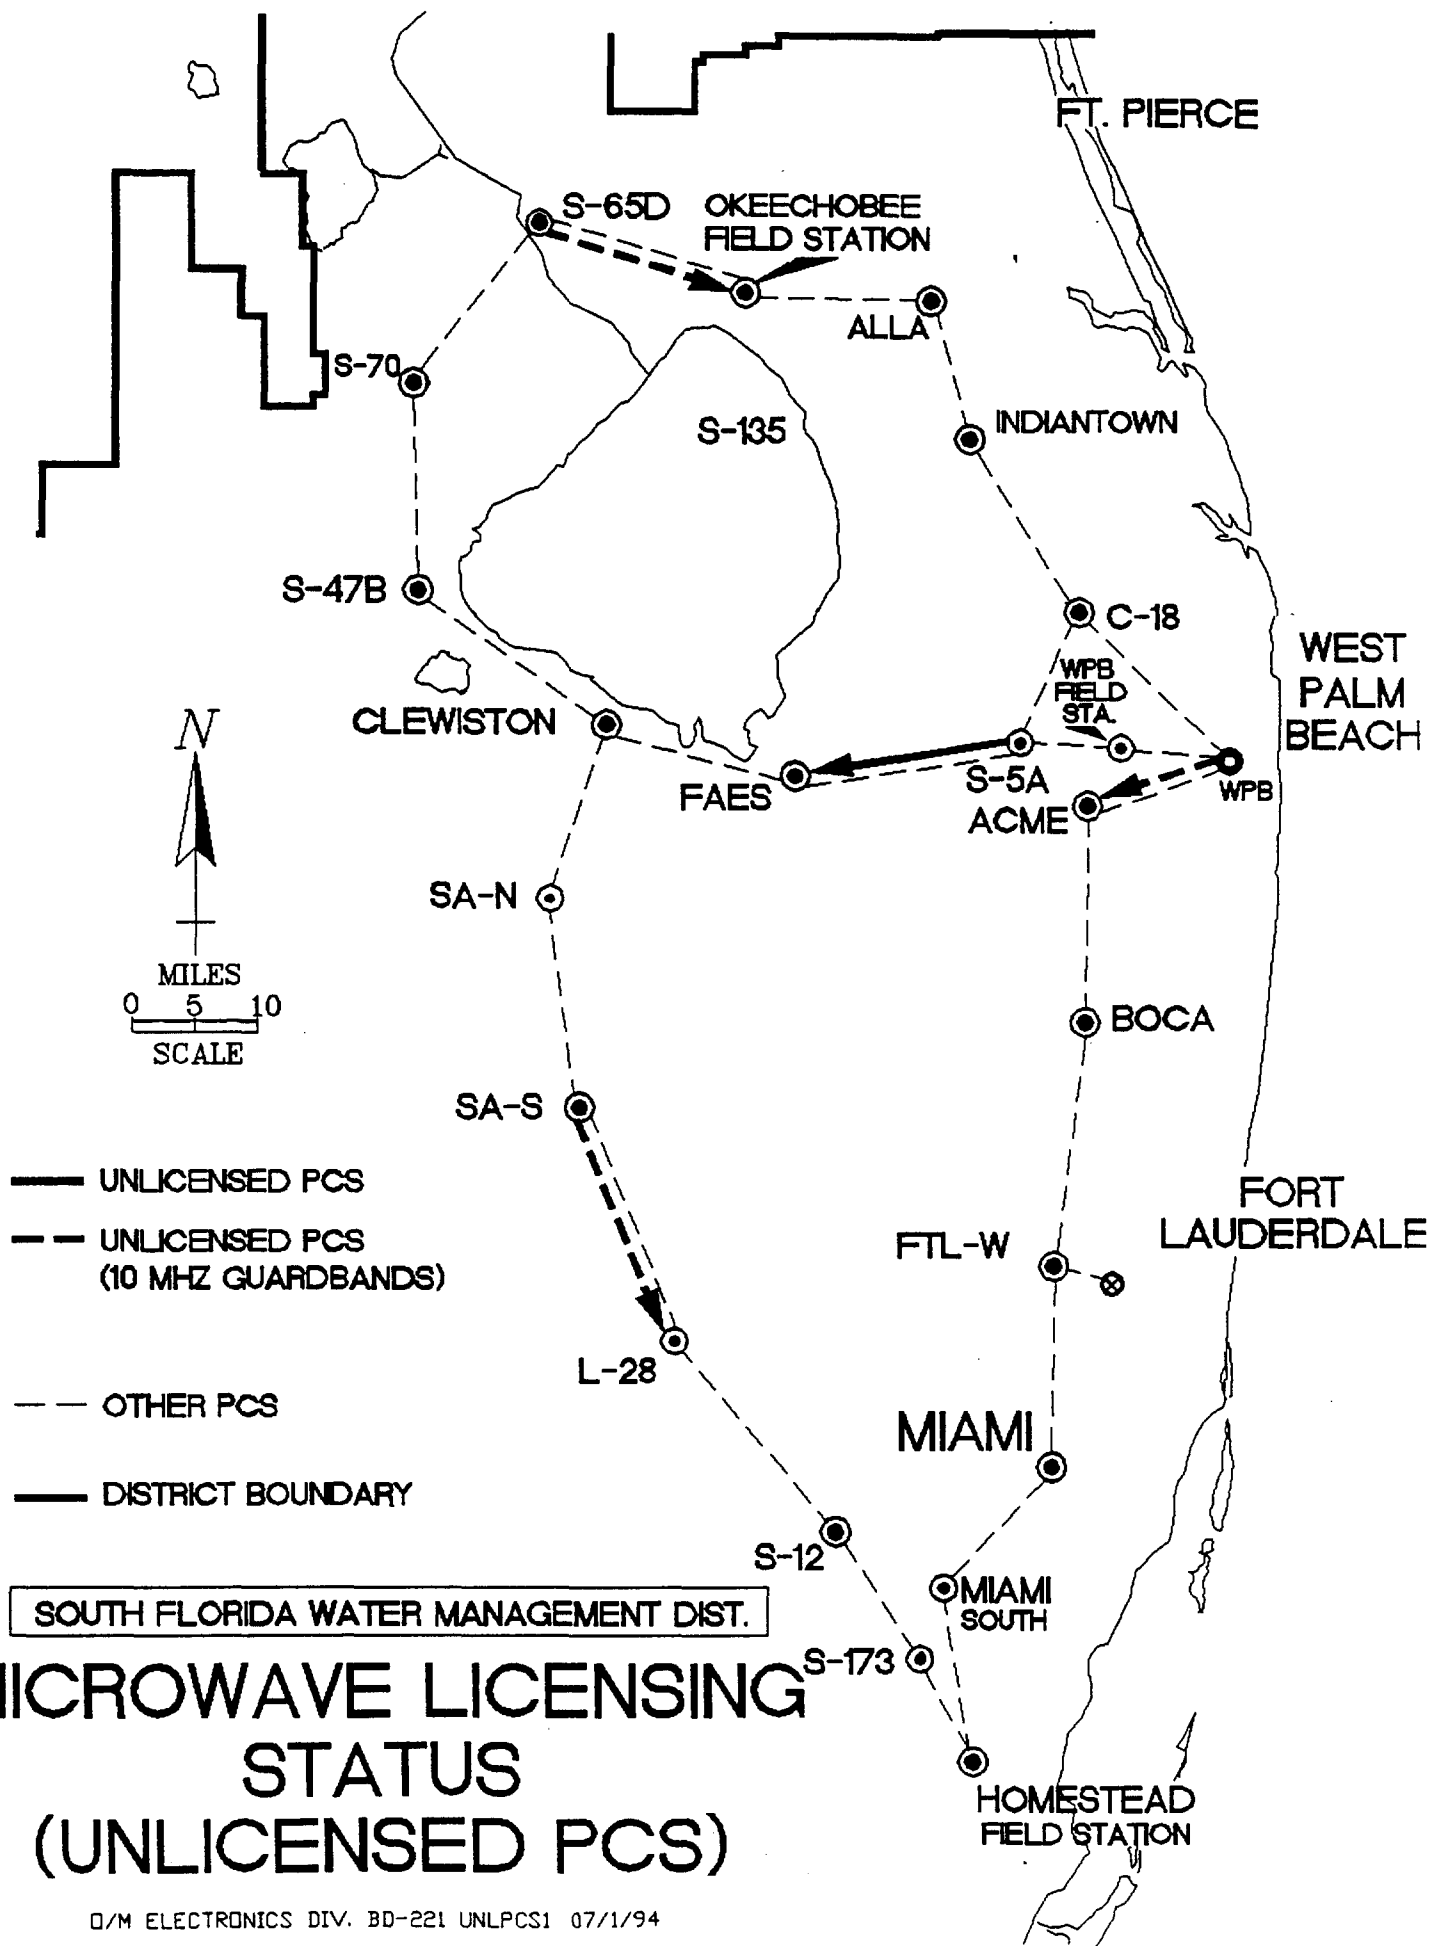 FT. PIERCE
S-65D
OKEECHOBEE
FIELD STATION
ALLA
S-70
S-135
INDIANTOWN
S-47B
C-18
WPB
FIELD
STA.
WEST
PALM
BEACH
CLEWISTON
N
FAES
S-5A
WPB
ACME
SA-N
MILES
0 5 10
SCALE
BOCA
SA-S
UNLICENSED PCS
UNLICENSED PCS
(10 MHZ GUARDBANDS)
FORT
LAUDERDALE
FTL-W
L-28
OTHER PCS
MIAMI
DISTRICT BOUNDARY
S-12
MIAMI
SOUTH
SOUTH FLORIDA WATER MANAGEMENT DIST.
S-173
ICROWAVE LICENSING
STATUS
(UNLICENSED PCS)
HOMESTEAD
FIELD STATION
O/M ELECTRONICS DIV. BD-221 UNLPCS1 07/1/94